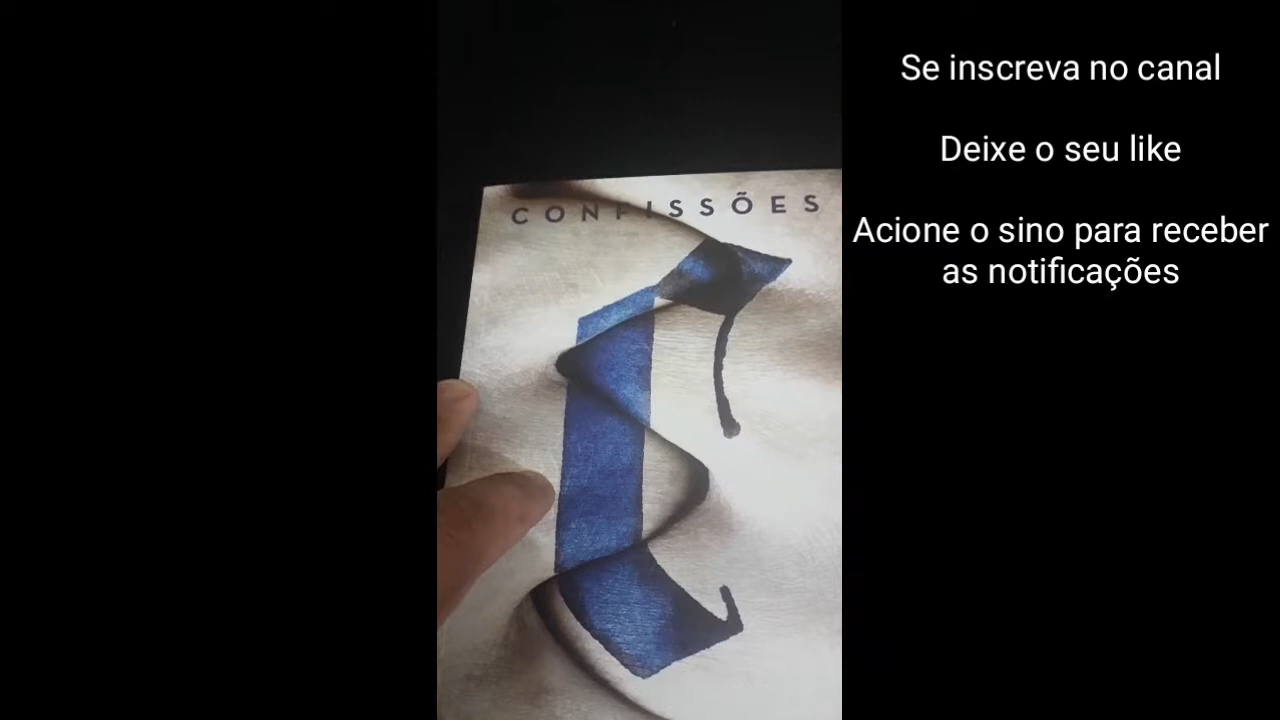 CONFISSÕES
Se inscreva no canal
Deixe o seu like
Acione o sino para receber
as notificações